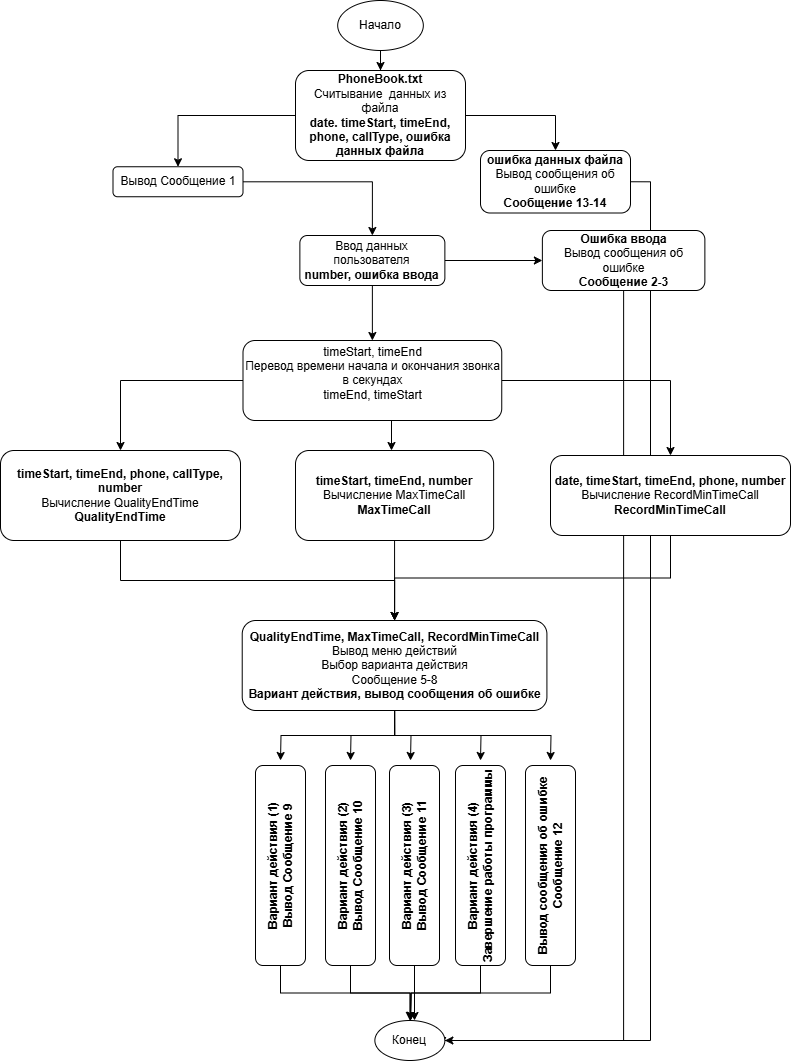 Начало
PhoneBook.txt
Считывание данных из
файла
date. timeStart, timeEnd,
phone, callType, ошибка
данных файла
Вывод Сообщение 1
ошибка данных файла
Вывод сообщения об
ошибке
Сообщение 13-14
Ввод данных
пользователя
number, ошибка ввода
Ошибка ввода
Вывод сообщения об
ошибке
Сообщение 2-3
timeStart, timeEnd
Перевод времени начала и окончания звонка
в секундах
timeEnd, timeStart
timeStart, timeEnd, phone, callType,
number
Вычисление QualityEndTime
QualityEndTime
timeStart, timeEnd, number
Вычисление MaxTimeCall
MaxTimeCall
date, timeStart, timeEnd, phone, number
Вычисление RecordMinTimeCall
RecordMinTimeCall
QualityEndTime, MaxTimeCall, RecordMinTimeCall
Вывод меню действий
Выбор варианта действия
Сообщение 5-8
Вариант действия, вывод сообщения об ошибке
Вариант действия (1)
Вывод Сообщение 9
Вариант действия (2)
Вывод Сообщение 10
Вариант действия (3)
Вывод Сообщение 11
Вариант действия (4)
Завершение работы программы
Вывод сообщения об ошибке
Сообщение 12
Конец